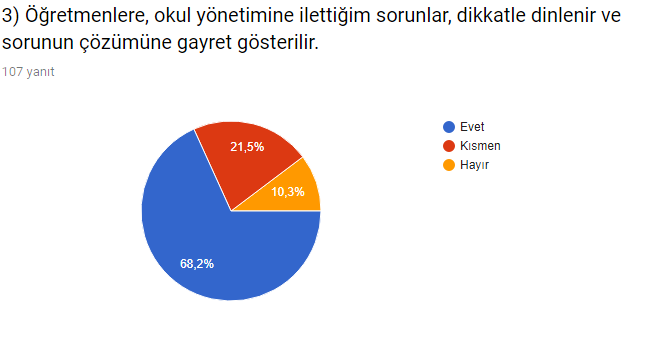 3) Öğretmenlere, okul yönetimine ilettiğim sorunlar, dikkatle dinlenir ve
sorunun çözümüne gayret gösterilir.
107 yanıt
Evet
Kısmen
Hayır
21,5%
10,3%
68,2%